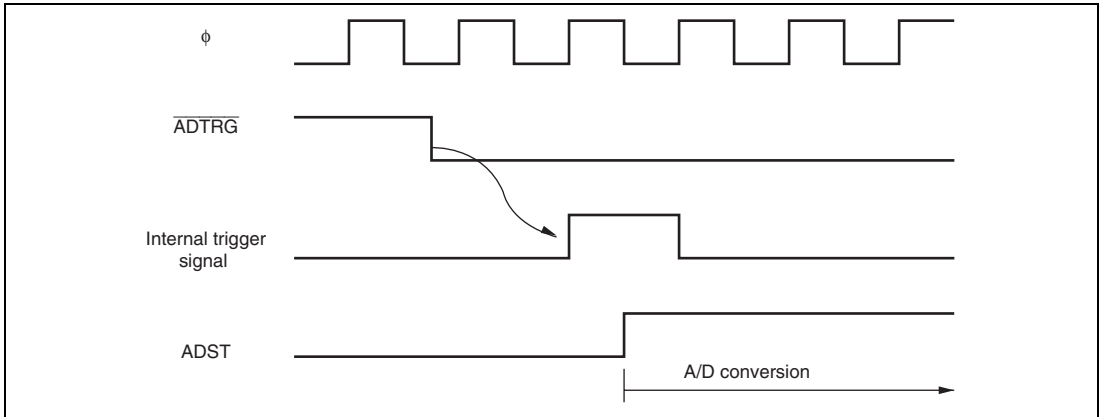 ϕ
ADTRG
Internal trigger
signal
ADST
A/D conversion